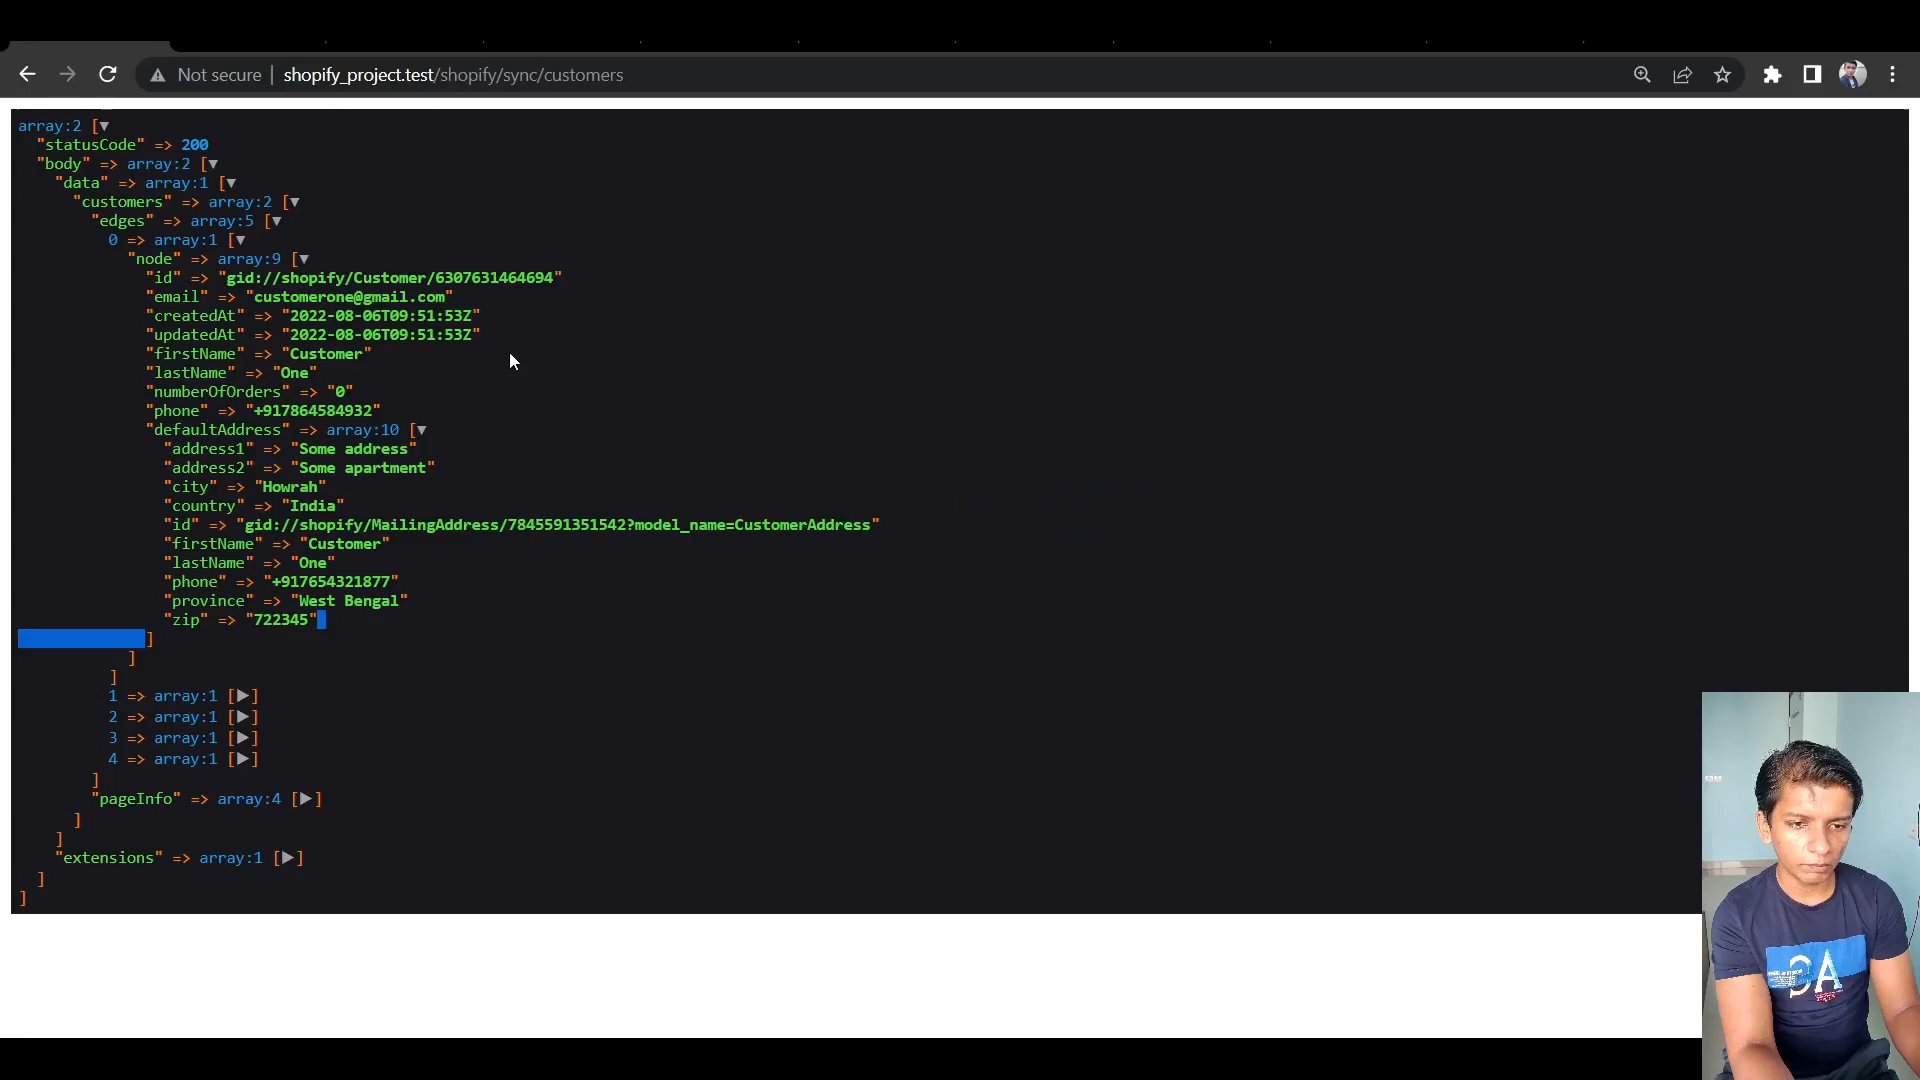 Not secure | shopify_project.test/shopify/sync/customers
array:2 [▼
"statusCode" => 200
"body" => array:2 [▼
"data" => array:1 [▼
"customers" => array:2 [▼
"edges" => array:5 [▼
0 => array:1 [▼
"node" => array:9 [▼
"id" => "gid://shopify/Customer/6307631464694"
"email" => "customerone@gmail.com"
"createdAt" => "2022-08-06T09:51:53Z"
"updatedAt" => "2022-08-06T09:51:53Z"
"firstName" => "Customer"
"lastName" => "One"
"numberOfOrders" => "0"
"phone" => "+917864584932"
"defaultAddress" => array:10 [▼
"address1" => "Some address"
"address2" => "Some apartment"
"city" => "Howrah"
"country" => "India"
"id" => "gid://shopify/MailingAddress/7845591351542?model_name=CustomerAddress"
"firstName" => "Customer"
"lastName" => "One"
"phone" => "+917654321877"
"province" => "West Bengal"
"zip" => "722345"
]
]
]
1 => array:1 [▶]
2 => array:1 [▶]
3 => array:1 [▶]
4 => array:1 [▶]
]
"pageInfo" => array:4 [▶]
]
]
"extensions" => array:1 [▶]
]
]